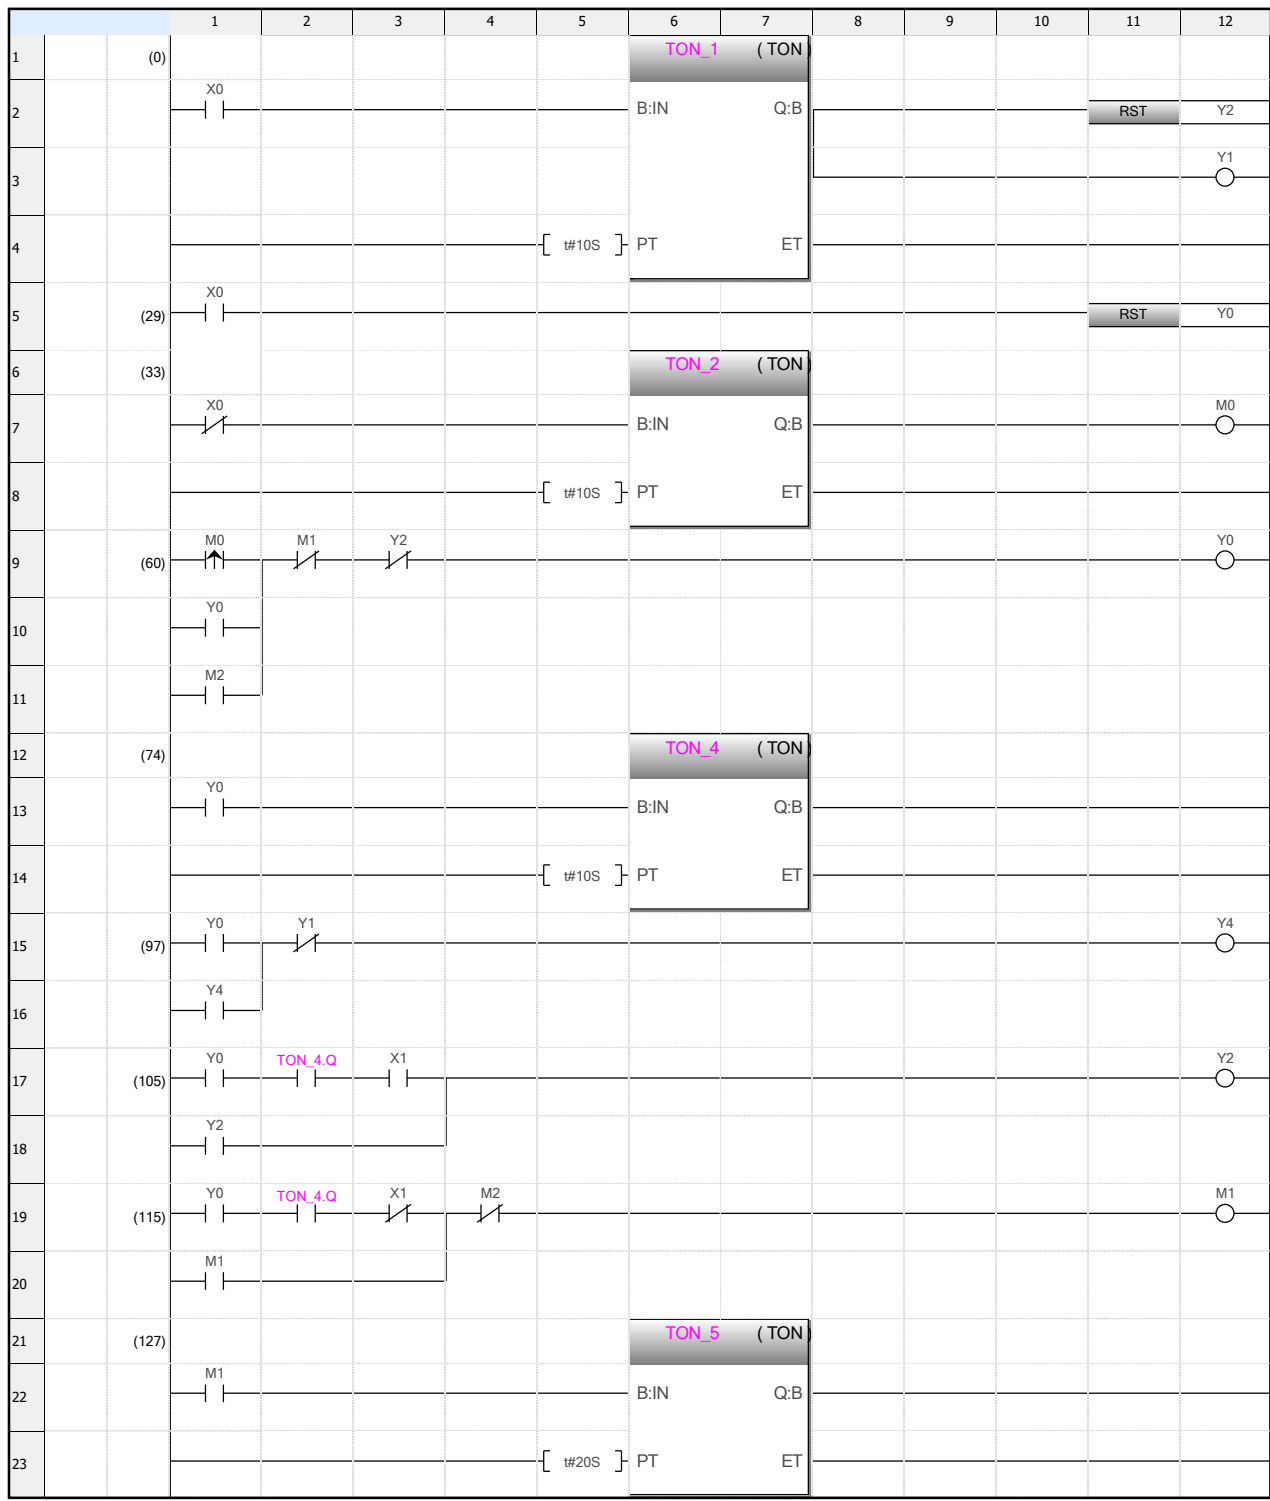 1 2 3 4 5 6 7 8 9 10 11 12
1 (0) TON_1 ( TON )
X0
2 B:IN Q:B RST Y2
Y1
3
4 t#10S PT ET
X0
5 (29) RST Y0
6 (33) TON_2 ( TON )
X0 M0
7 B:IN Q:B
8 t#10S PT ET
M0 M1 Y2 Y0
9 (60)
Y0
10
M2
11
12 (74) TON_4 ( TON )
Y0
13 B:IN Q:B
14 t#10S PT ET
Y0 Y1 Y4
15 (97)
Y4
16
Y0 TON_4.Q X1 Y2
17 (105)
Y2
18
Y0 TON_4.Q X1 M2 M1
19 (115)
M1
20
21 (127) TON_5 ( TON )
M1
22 B:IN Q:B
23 t#20S PT ET